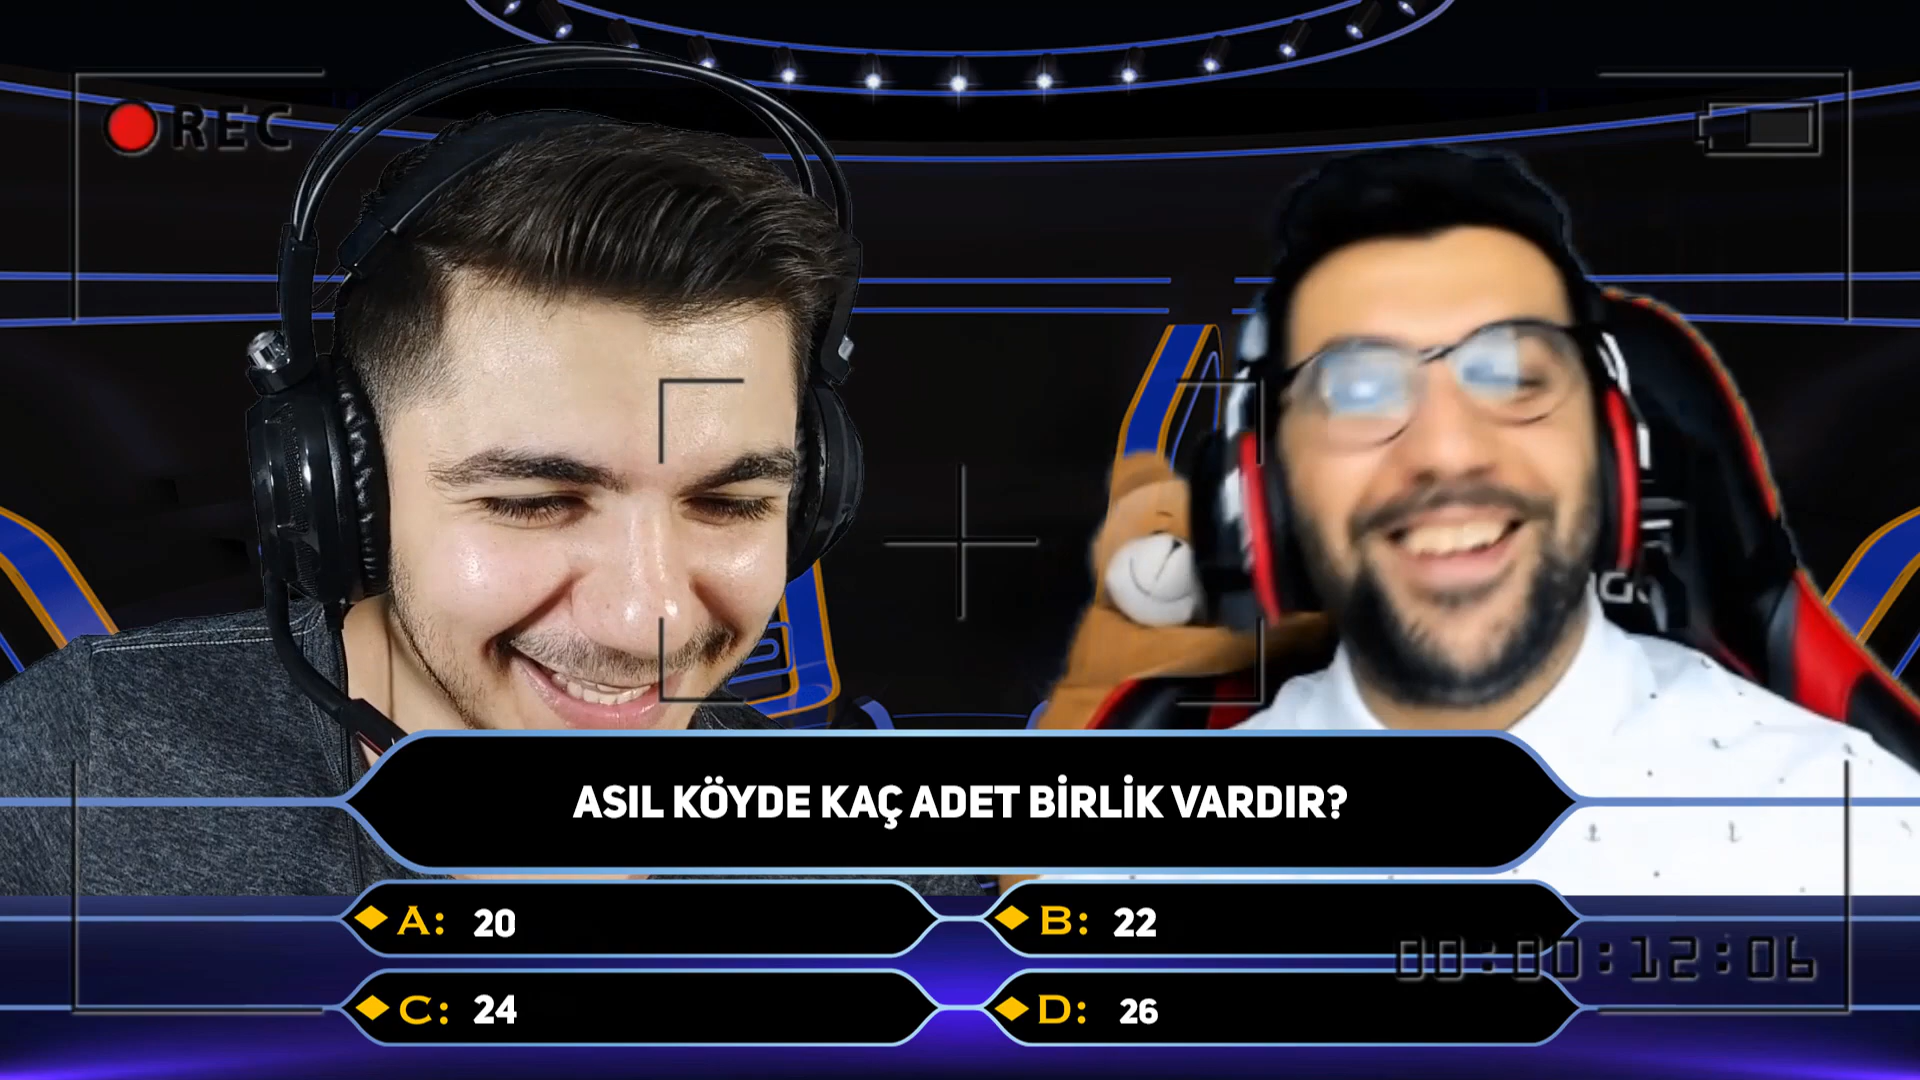 REC
ASIL KÖYDE KAÇ ADET BİRLİK VARDIR?
A: 20
B: 22
C: 24
D: 26
00:00:12:06